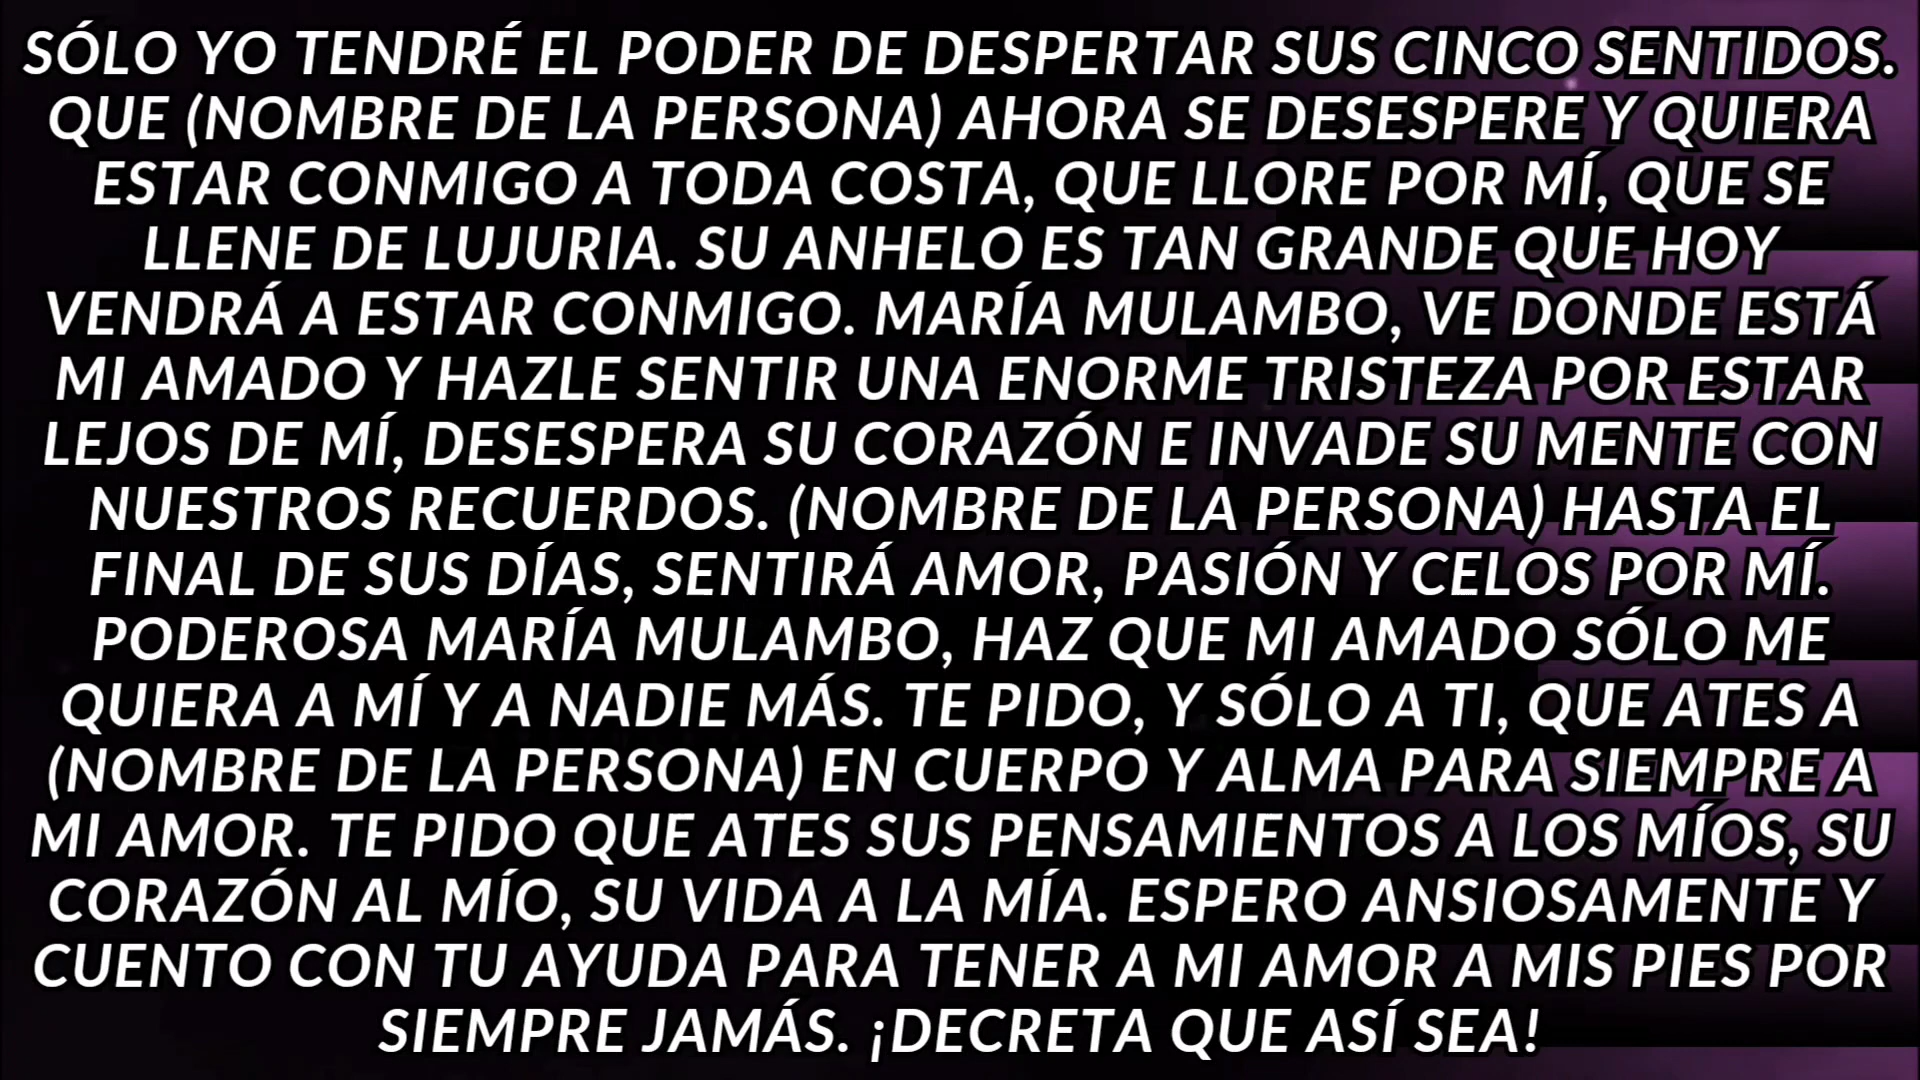 SÓLO YO TENDRÉ EL PODER DE DESPERTAR SUS CINCO SENTIDOS.
QUE (NOMBRE DE LA PERSONA) AHORA SE DESESPERE Y QUIERA
ESTAR CONMIGO A TODA COSTA, QUE LLORE POR MÍ, QUE SE
LLENE DE LUJURIA. SU ANHELO ES TAN GRANDE QUE HOY
VENDRÁ A ESTAR CONMIGO. MARÍA MULAMBO, VE DONDE ESTÁ
MI AMADO Y HAZLE SENTIR UNA ENORME TRISTEZA POR ESTAR
LEJOS DE MÍ, DESESPERA SU CORAZÓN E INVADE SU MENTE CON
NUESTROS RECUERDOS. (NOMBRE DE LA PERSONA) HASTA EL
FINAL DE SUS DÍAS, SENTIRÁ AMOR, PASIÓN Y CELOS POR MÍ.
PODEROSA MARÍA MULAMBO, HAZ QUE MI AMADO SÓLO ME
QUIERA A MÍ Y A NADIE MÁS. TE PIDO, Y SÓLO A TI, QUE ATES A
(NOMBRE DE LA PERSONA) EN CUERPO Y ALMA PARA SIEMPRE A
MI AMOR. TE PIDO QUE ATES SUS PENSAMIENTOS A LOS MÍOS, SU
CORAZÓN AL MÍO, SU VIDA A LA MÍA. ESPERO ANSIOSAMENTE Y
CUENTO CON TU AYUDA PARA TENER A MI AMOR A MIS PIES POR
SIEMPRE JAMÁS. ¡DECRETA QUE ASÍ SEA!